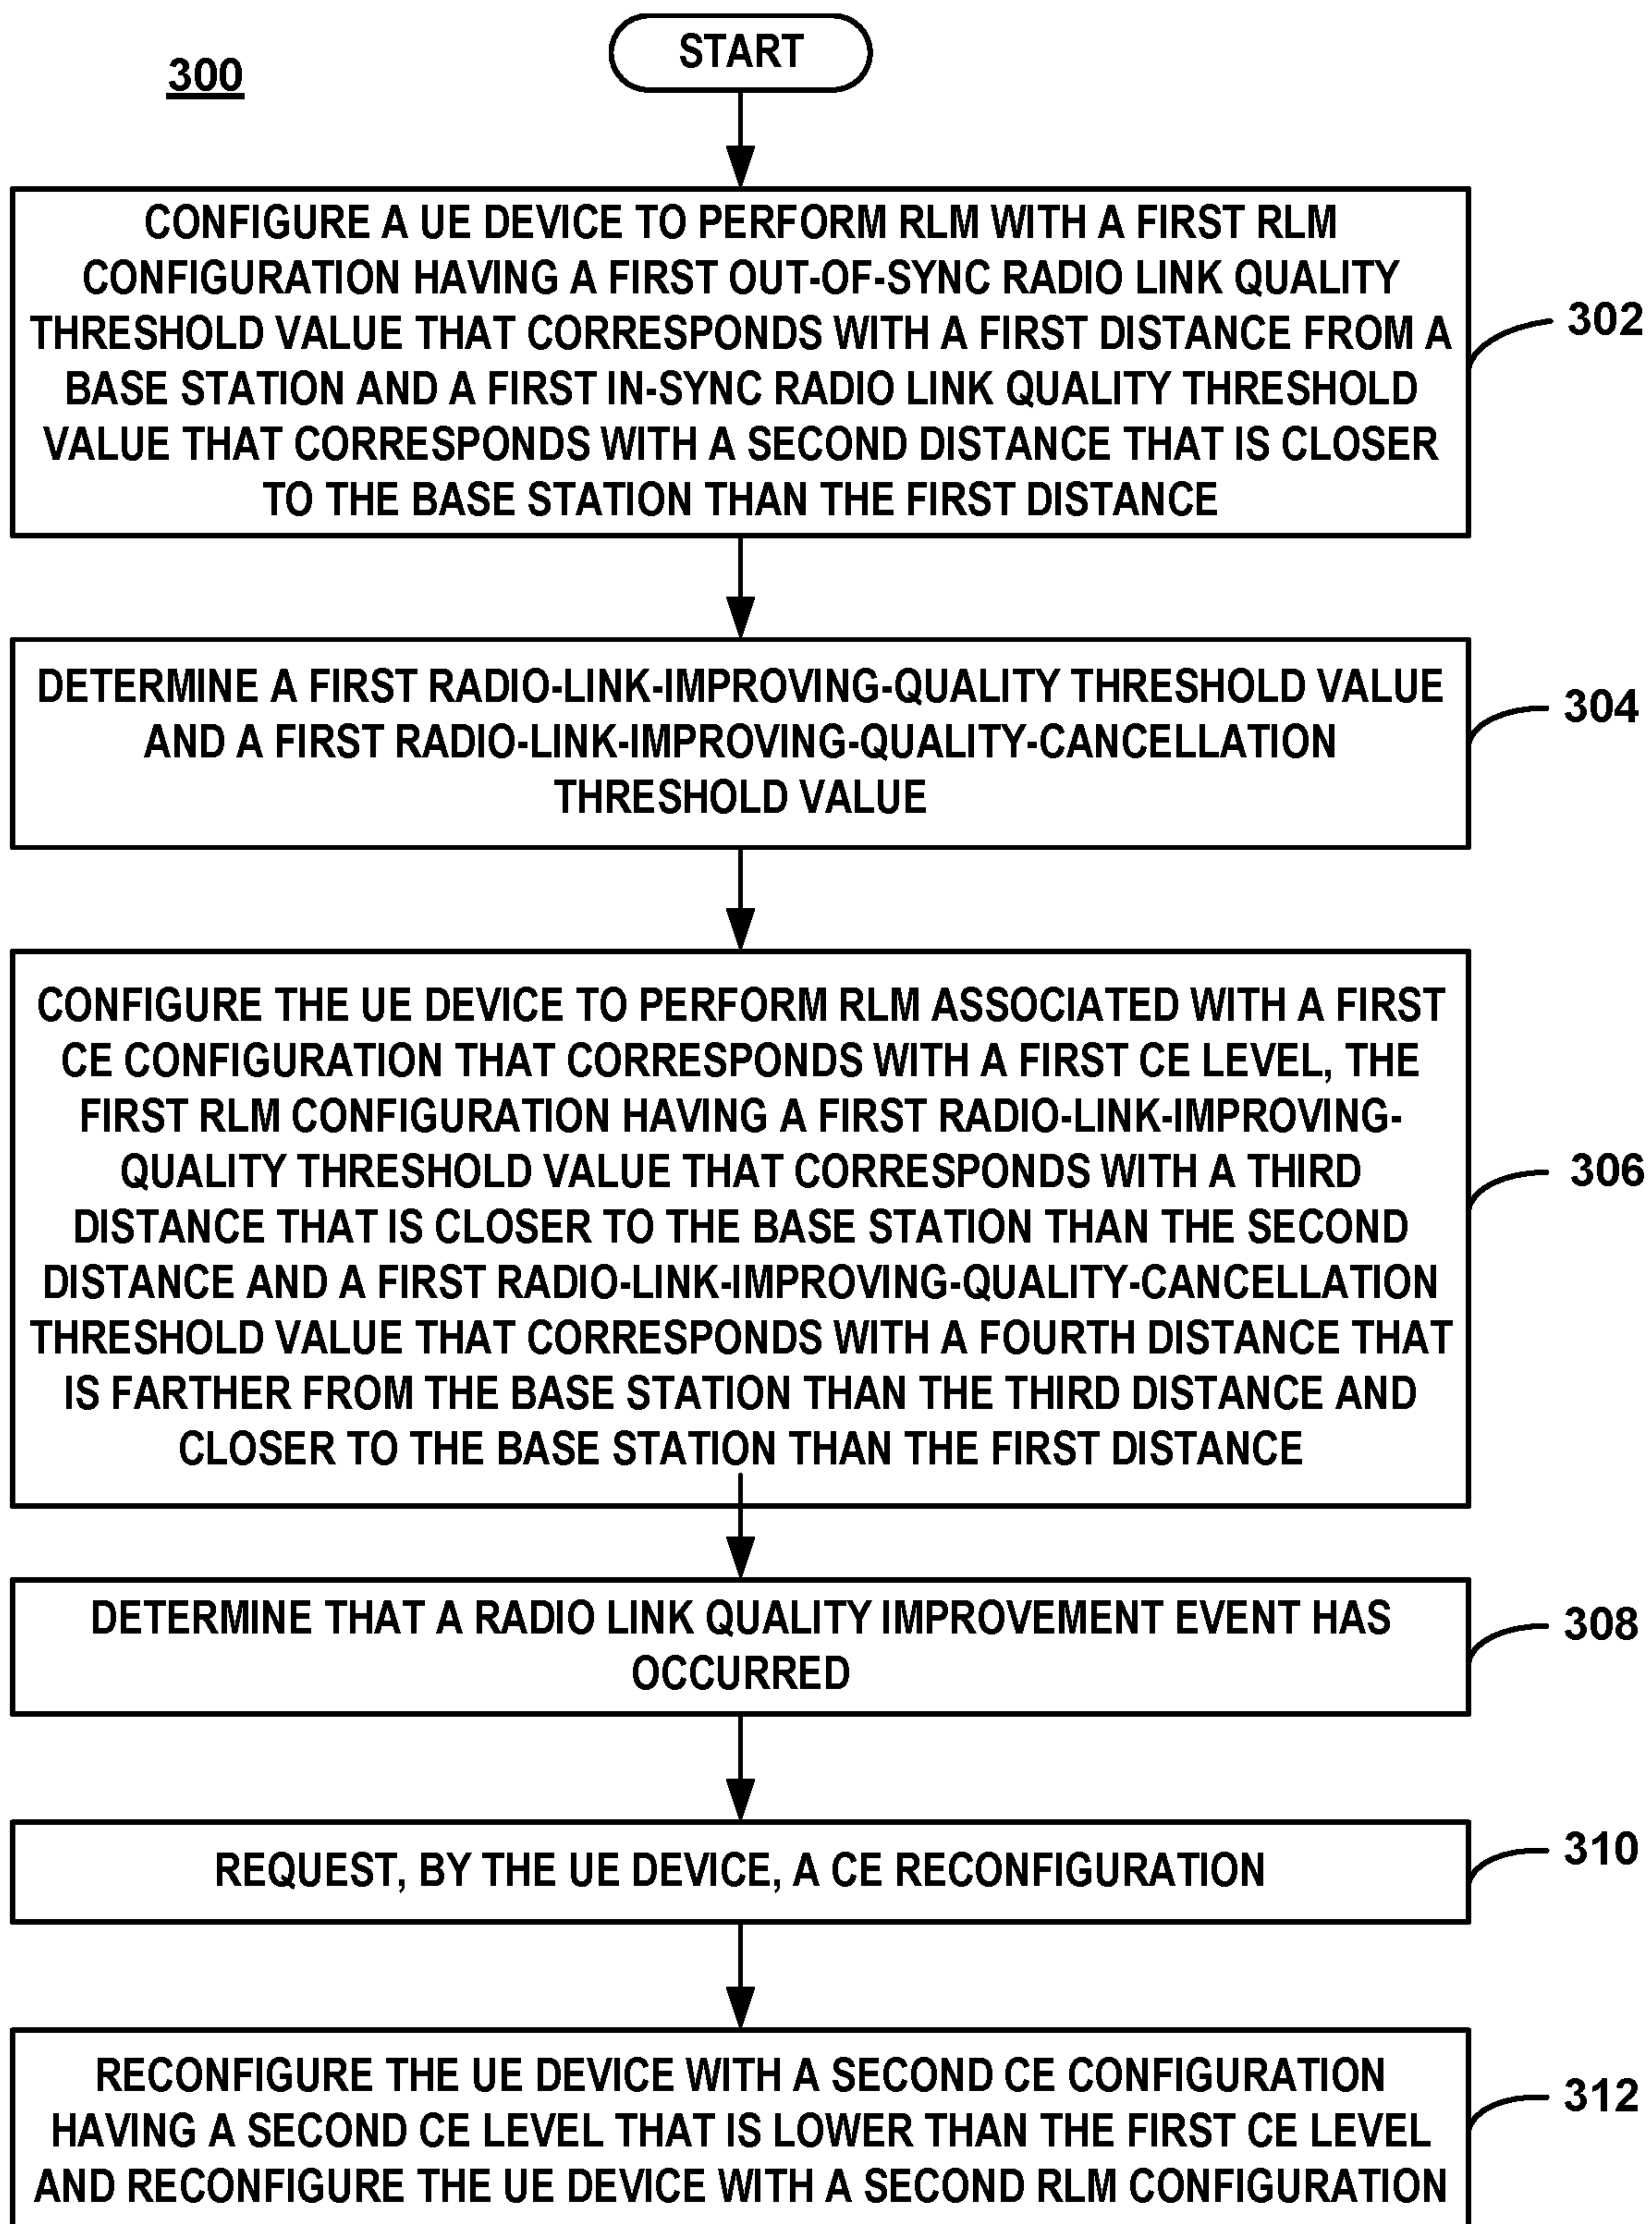 START
300
CONFIGURE A UE DEVICE TO PERFORM RLM WITH A FIRST RLM
CONFIGURATION HAVING A FIRST OUT-OF-SYNC RADIO LINK QUALITY
THRESHOLD VALUE THAT CORRESPONDS WITH A FIRST DISTANCE FROM A
BASE STATION AND A FIRST IN-SYNC RADIO LINK QUALITY THRESHOLD
VALUE THAT CORRESPONDS WITH A SECOND DISTANCE THAT IS CLOSER
TO THE BASE STATION THAN THE FIRST DISTANCE
302
DETERMINE A FIRST RADIO-LINK-IMPROVING-QUALITY THRESHOLD VALUE
AND A FIRST RADIO-LINK-IMPROVING-QUALITY-CANCELLATION
THRESHOLD VALUE
304
CONFIGURE THE UE DEVICE TO PERFORM RLM ASSOCIATED WITH A FIRST
CE CONFIGURATION THAT CORRESPONDS WITH A FIRST CE LEVEL, THE
FIRST RLM CONFIGURATION HAVING A FIRST RADIO-LINK-IMPROVING-
QUALITY THRESHOLD VALUE THAT CORRESPONDS WITH A THIRD
DISTANCE THAT IS CLOSER TO THE BASE STATION THAN THE SECOND
DISTANCE AND A FIRST RADIO-LINK-IMPROVING-QUALITY-CANCELLATION
THRESHOLD VALUE THAT CORRESPONDS WITH A FOURTH DISTANCE THAT
IS FARTHER FROM THE BASE STATION THAN THE THIRD DISTANCE AND
CLOSER TO THE BASE STATION THAN THE FIRST DISTANCE
306
DETERMINE THAT A RADIO LINK QUALITY IMPROVEMENT EVENT HAS
OCCURRED
308
REQUEST, BY THE UE DEVICE, A CE RECONFIGURATION
310
RECONFIGURE THE UE DEVICE WITH A SECOND CE CONFIGURATION
HAVING A SECOND CE LEVEL THAT IS LOWER THAN THE FIRST CE LEVEL
AND RECONFIGURE THE UE DEVICE WITH A SECOND RLM CONFIGURATION
312